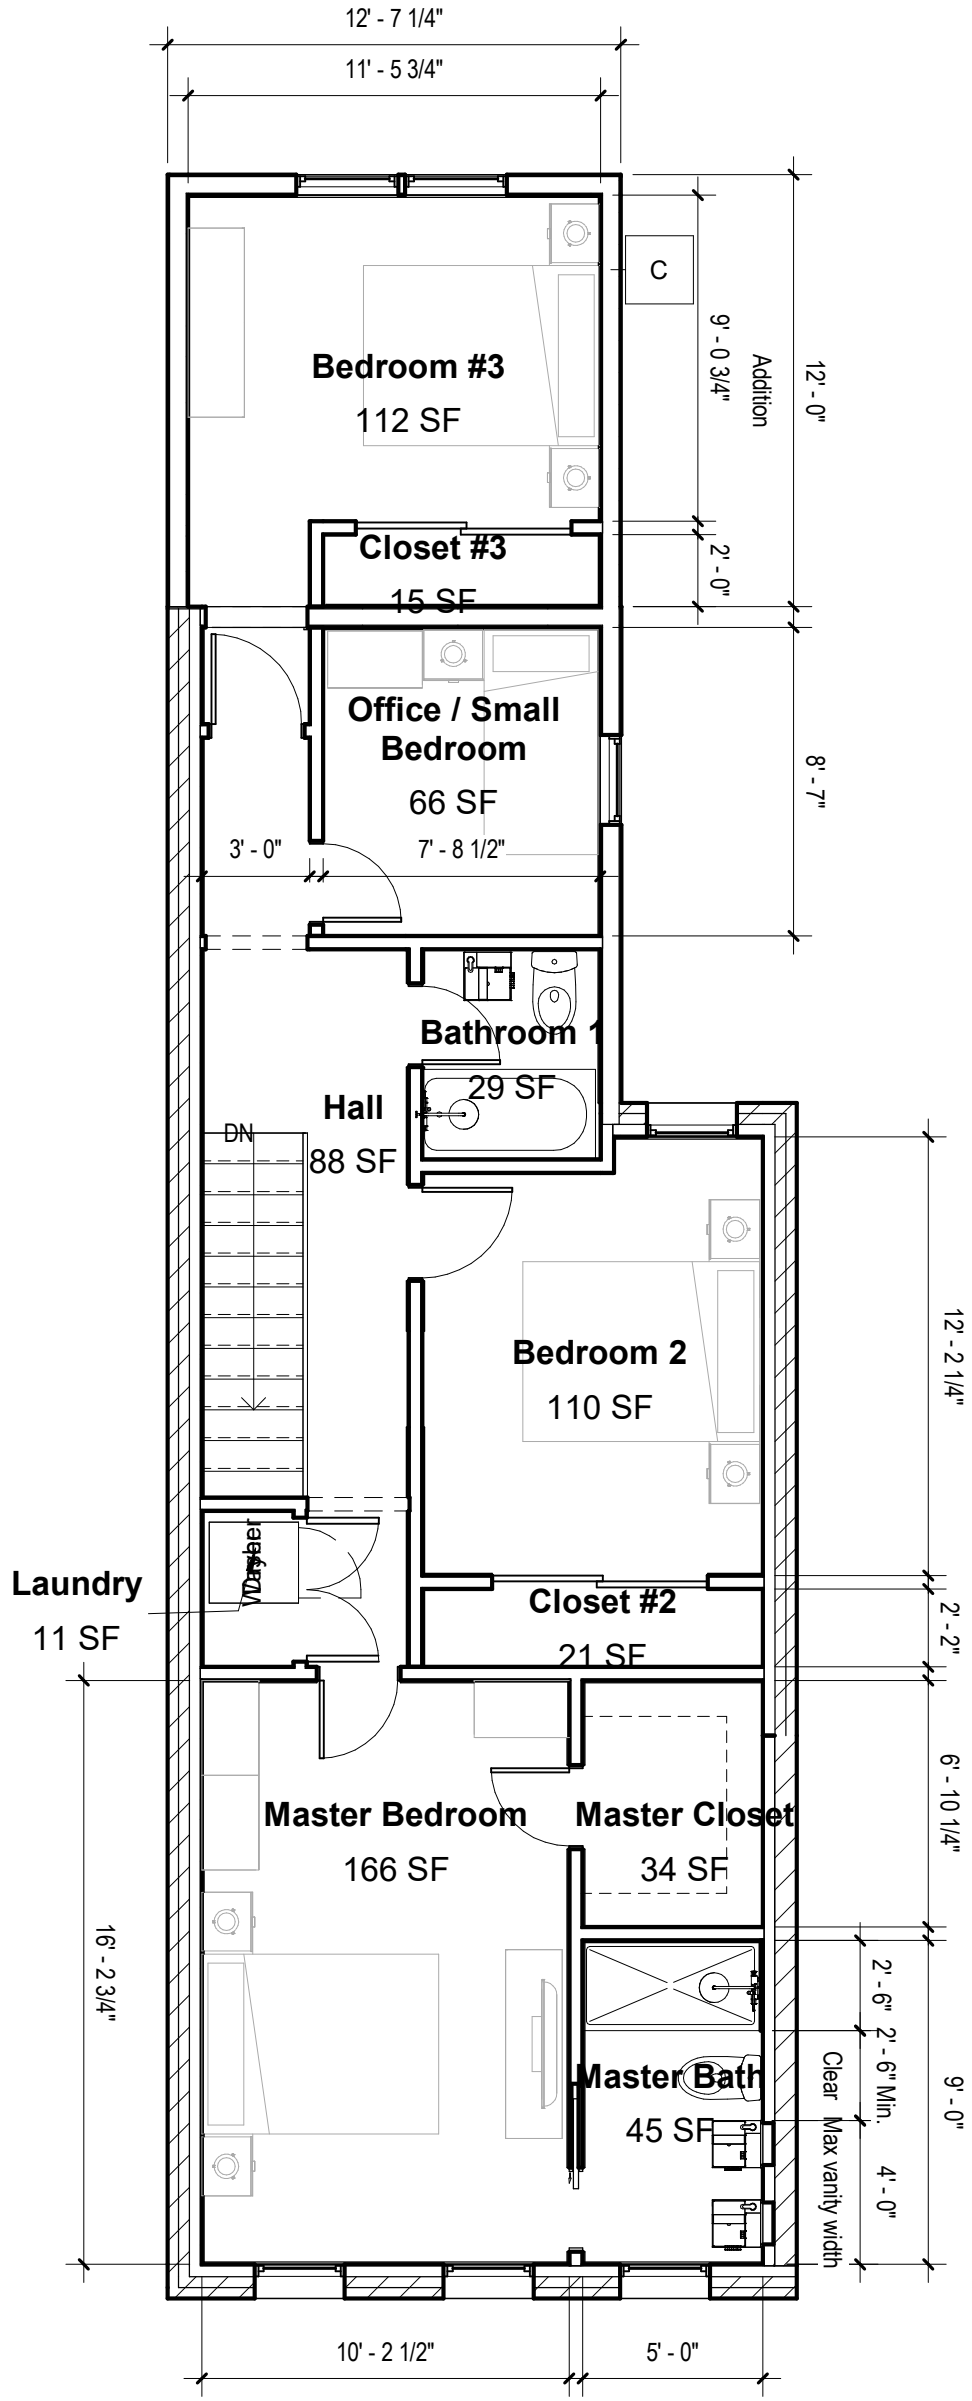 12' - 7 1/4"
11' - 5 3/4"
C
9' - 0 3/4"
Addition
12' - 0"
Bedroom #3
112 SF
Closet #3
15 SF
2' - 0"
Office / Small
Bedroom
66 SF
8' - 7"
3' - 0"
7' - 8 1/2"
Bathroom 1
29 SF
Hall
88 SF
DN
Bedroom 2
110 SF
12' - 2 1/4"
Washer
Dryer
Laundry
11 SF
Closet #2
21 SF
2' - 2"
Master Bedroom
166 SF
Master Closet
34 SF
6' - 10 1/4"
16' - 2 3/4"
2' - 6"
2' - 6" Min.
Clear
Master Bath
45 SF
9' - 0"
4' - 0"
Max vanity width
10' - 2 1/2"
5' - 0"